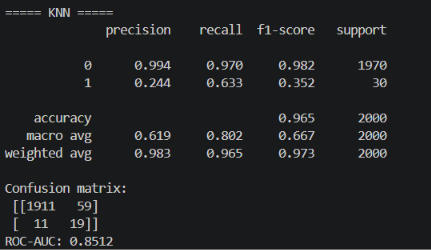 ===== KNN =====
precision recall f1-score support
0 0.994 0.970 0.982 1970
1 0.244 0.633 0.352 30
accuracy 0.965 2000
macro avg 0.619 0.802 0.667 2000
weighted avg 0.983 0.965 0.973 2000
Confusion matrix:
[[1911 59]
[ 11 19]]
ROC-AUC: 0.8512